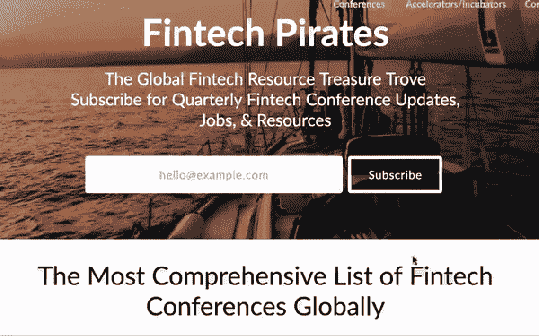 Conferences Accelerators/Incubators
Fintech Pirates
The Global Fintech Resource Treasure Trove
Subscribe for Quarterly Fintech Conference Updates,
Jobs, & Resources
hello@example.com
Subscribe
The Most Comprehensive List of Fintech
Conferences Globally